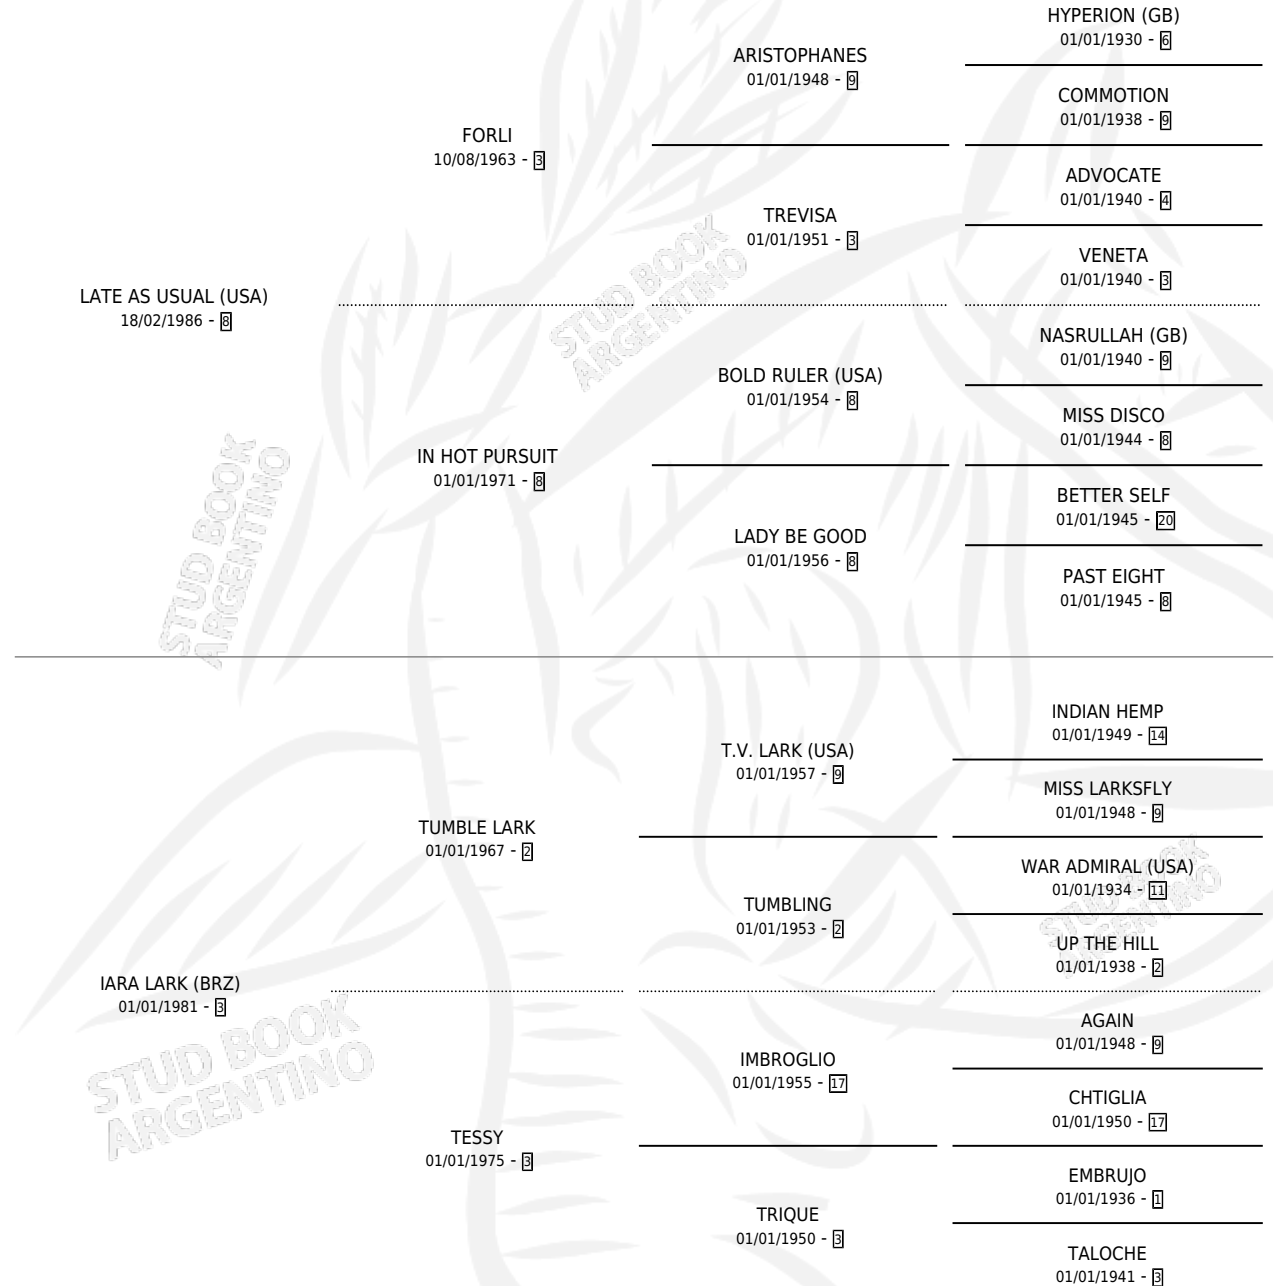 HYPERION (GB)
01/01/1930 - 6
ARISTOPHANES
01/01/1948 - 9
COMMOTION
01/01/1938 - 9
FORLI
10/08/1963 - 3
ADVOCATE
01/01/1940 - 4
TREVISA
01/01/1951 - 3
VENETA
01/01/1940 - 3
LATE AS USUAL (USA)
18/02/1986 - 8
NASRULLAH (GB)
01/01/1940 - 9
BOLD RULER (USA)
01/01/1954 - 8
MISS DISCO
01/01/1944 - 8
IN HOT PURSUIT
01/01/1971 - 8
BETTER SELF
01/01/1945 - 20
LADY BE GOOD
01/01/1956 - 8
PAST EIGHT
01/01/1945 - 8
INDIAN HEMP
01/01/1949 - 14
T.V. LARK (USA)
01/01/1957 - 9
MISS LARKSFLY
01/01/1948 - 9
TUMBLE LARK
01/01/1967 - 2
WAR ADMIRAL (USA)
01/01/1934 - 11
TUMBLING
01/01/1953 - 2
UP THE HILL
01/01/1938 - 2
IARA LARK (BRZ)
01/01/1981 - 3
AGAIN
01/01/1948 - 9
IMBROGLIO
01/01/1955 - 17
CHTIGLIA
01/01/1950 - 17
TESSY
01/01/1975 - 3
EMBRUJO
01/01/1936 - 1
TRIQUE
01/01/1950 - 3
TALOCHE
01/01/1941 - 3
STUD BOOK
ARGENTINO
STUD BOOK
ARGENTINO
STUD BOOK
ARGENTINO
STUD BOOK
ARGENTINO